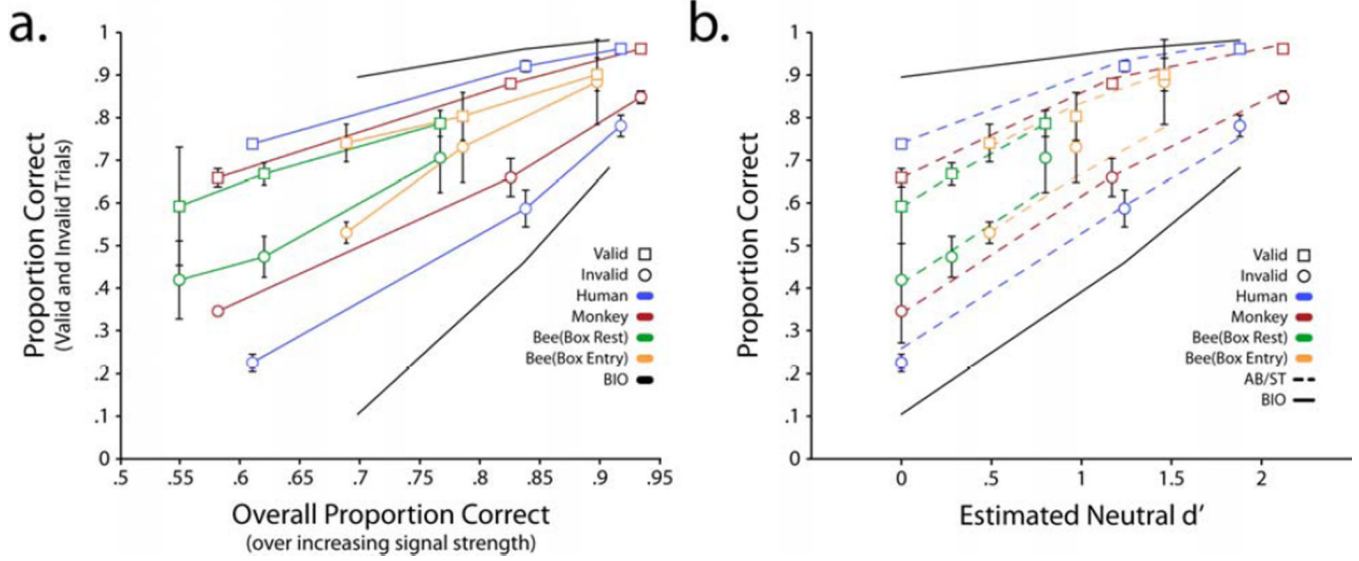 a.
Proportion Correct
(Valid and Invalid Trials)
1
.9
.8
.7
.6
.5
.4
.3
.2
.1
0
.5 .55 .6 .65 .7 .75 .8 .85 .9 .95
Overall Proportion Correct
(over increasing signal strength)
Valid
Invalid
Human
Monkey
Bee(Box Rest)
Bee(Box Entry)
BIO
b.
Proportion Correct
1
.9
.8
.7
.6
.5
.4
.3
.2
.1
0
0 .5 1 1.5 2
Estimated Neutral d’
Valid
Invalid
Human
Monkey
Bee(Box Rest)
Bee(Box Entry)
AB/ST
BIO